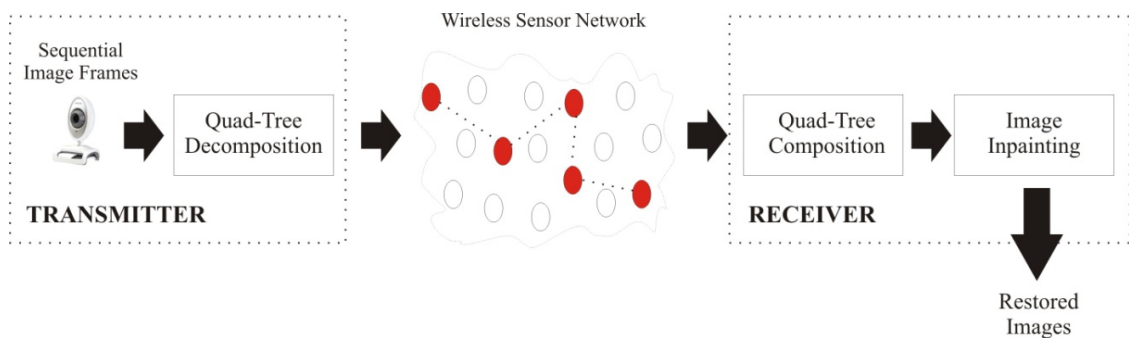 Wireless Sensor Network
Sequential
Image Frames
Quad-Tree
Decomposition
TRANSMITTER
Quad-Tree
Composition
Image
Inpainting
RECEIVER
Restored
Images